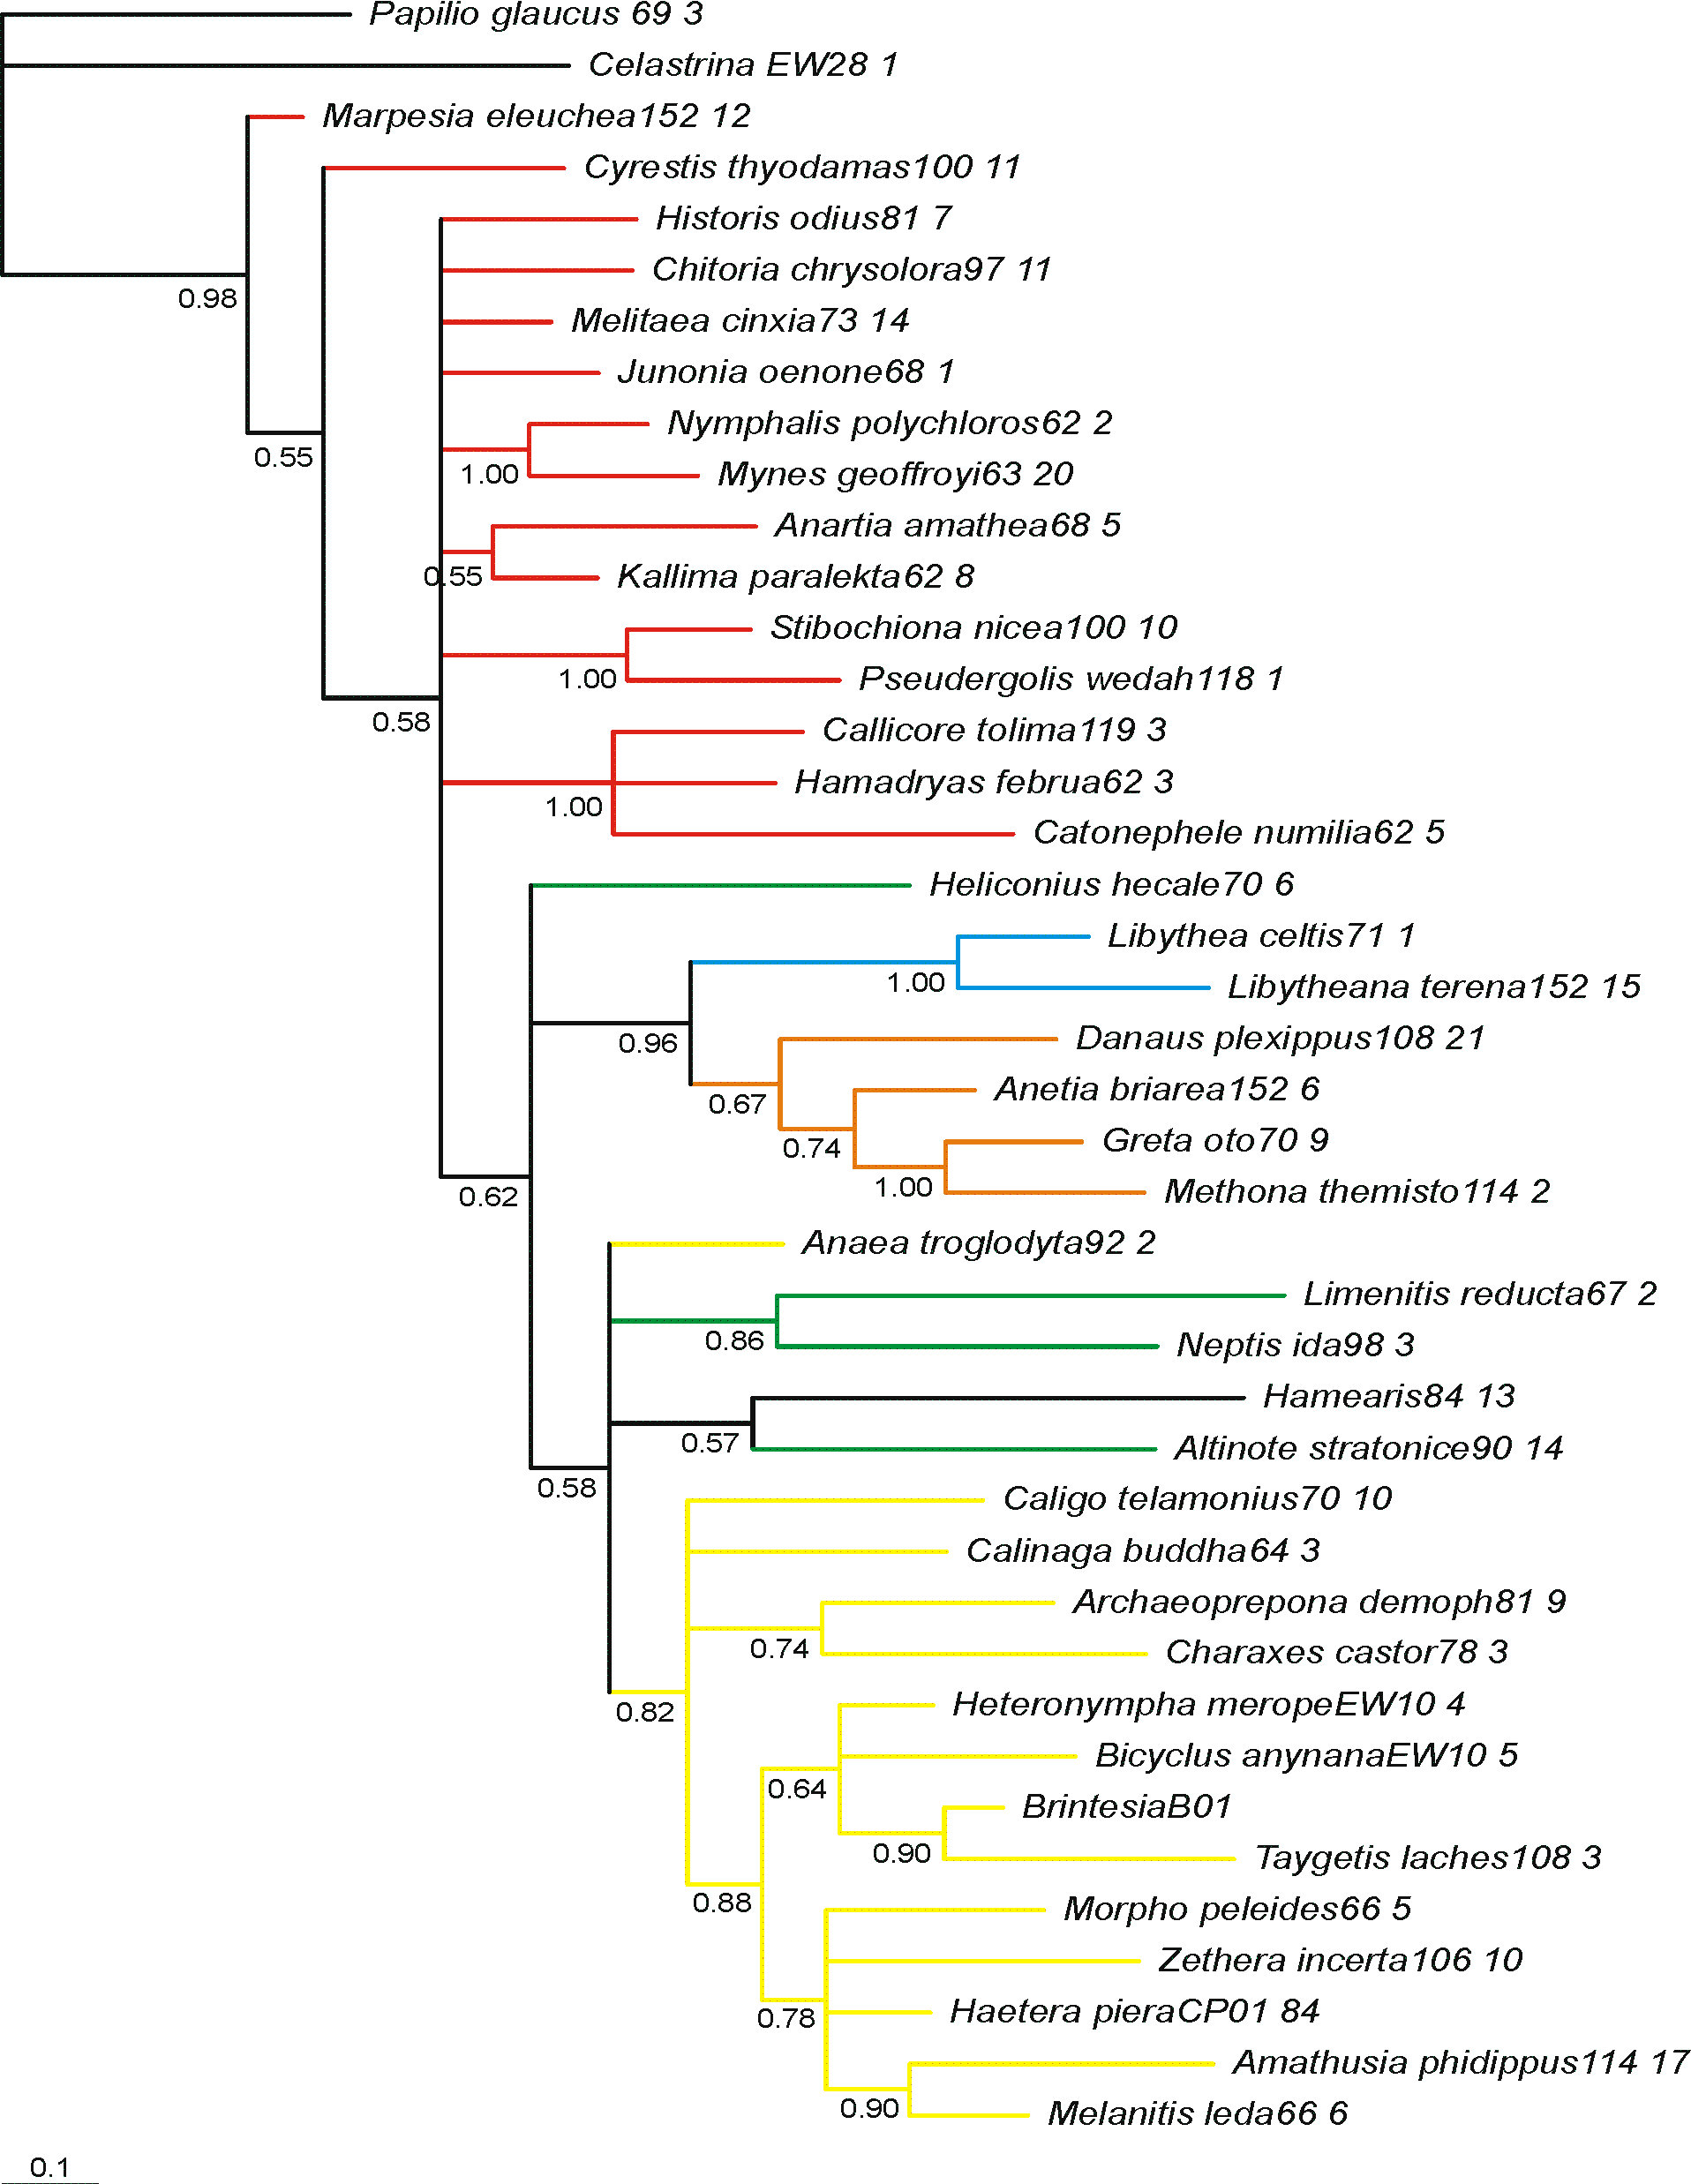 Papilio glaucus 69 3
Celastrina EW28 1
Marpesia eleuchea152 12
Cyrestis thyodamas100 11
Historis odius81 7
Chitoria chrysolora97 11
0.98
Melitaea cinxia73 14
Junonia oenone68 1
Nymphalis polychloros62 2
0.55
1.00
Mynes geoffroyi63 20
Anartia amathea68 5
0.55
Kallima paralekta62 8
Stibochiona nicea100 10
1.00
Pseudergolis wedah118 1
0.58
Callicore tolima119 3
Hamadryas februa62 3
1.00
Catonephele numilia62 5
Heliconius hecale70 6
Libythea celtis71 1
1.00
Libytheana terena152 15
0.96
Danaus plexippus108 21
Anetia briarea152 6
0.67
Greta oto70 9
0.74
1.00
Methona themisto114 2
0.62
Anaea troglodyta92 2
Limenitis reducta67 2
0.86
Neptis ida98 3
Hamearis84 13
0.57
Altinote stratonice90 14
0.58
Caligo telamonius70 10
Calinaga buddha64 3
Archaeoprepona demoph81 9
0.74
Charaxes castor78 3
0.82
Heteronympha meropeEW10 4
Bicyclus anynanaEW10 5
0.64
BrintesiaB01
0.90
Taygetis laches108 3
0.88
Morpho peleides66 5
Zethera incerta106 10
0.78
Haetera pieraCP01 84
Amathusia phidippus114 17
0.90
Melanitis leda66 6
0.1